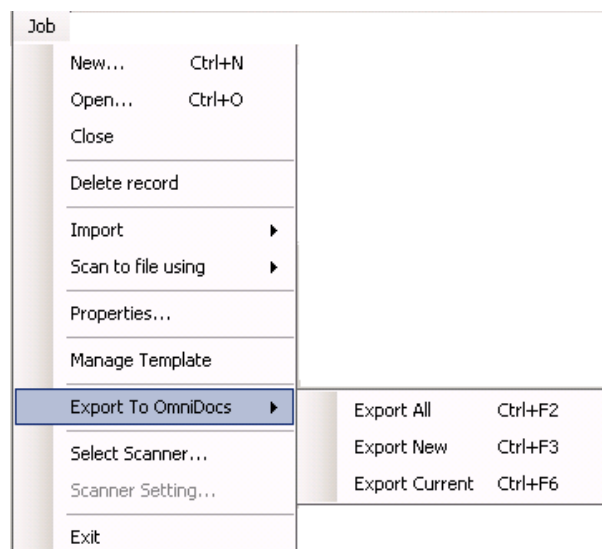 Job
New... Ctrl+N
Open... Ctrl+O
Close
Delete record
Import
Scan to file using
Properties...
Manage Template
Export To OmniDocs
Export All Ctrl+F2
Export New Ctrl+F3
Export Current Ctrl+F6
Select Scanner...
Scanner Setting...
Exit